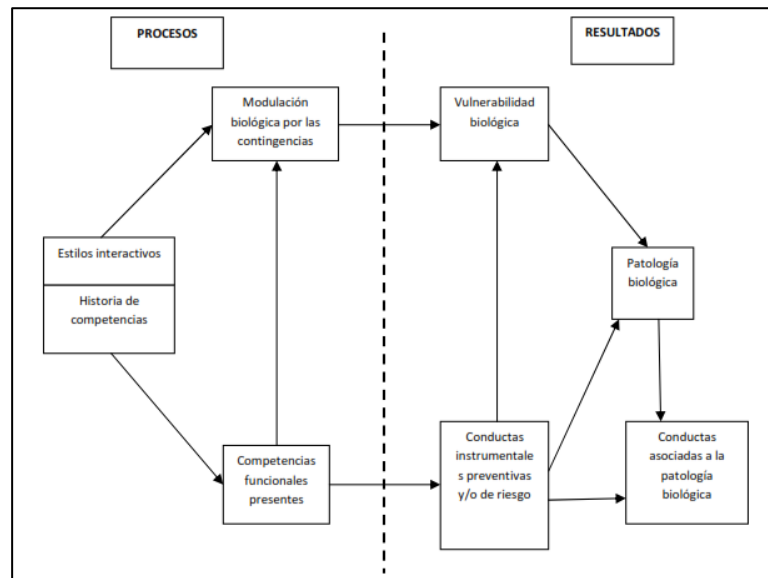 PROCESOS
RESULTADOS
Modulación
biológica por las
contingencias
Vulnerabilidad
biológica
Estilos interactivos
Historia de
competencias
Patología
biológica
Competencias
funcionales
presentes
Conductas
instrumentale
s preventivas
y/o de riesgo
Conductas
asociadas a la
patología
biológica